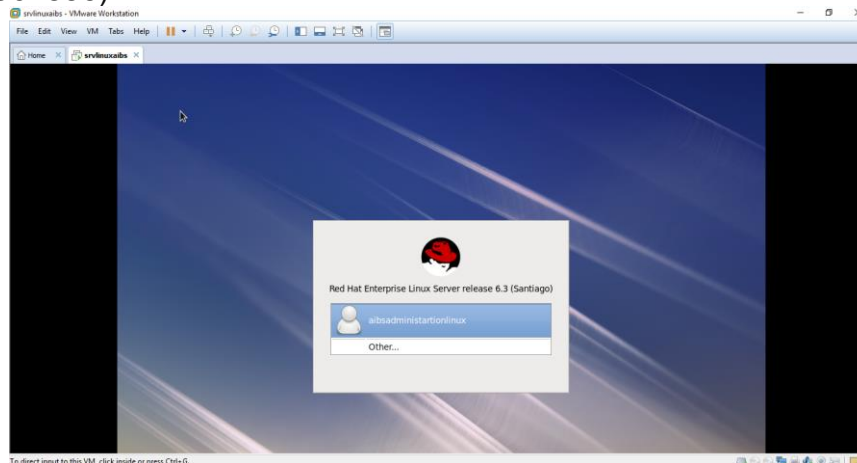 srvlinuxaibs - VMware Workstation
File Edit View VM Tabs Help
Home srvlinuxaibs
Red Hat Enterprise Linux Server release 6.3 (Santiago)
aibsadministartionlinux
Other...
To direct input to this VM, click inside or press Ctrl+G.